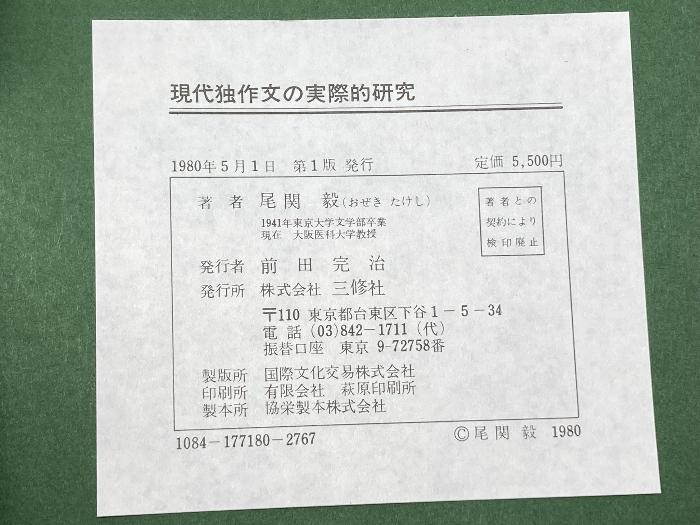 現代独作文の実際的研究
1980年5月1日 第1版 発行 定価 5,500円
著者 尾関 毅(おぜき たけし)
1941年東京大学文学部卒業
現在 大阪医科大学教授
著者との
契約により
検印廃止
発行者 前田完治
発行所 株式会社 三修社
〒110 東京都台東区下谷1-5-34
電話 (03)842-1711(代)
振替口座 東京 9-72758番
製版所 国際文化交易株式会社
印刷所 有限会社 萩原印刷所
製本所 協栄製本株式会社
1084-177180-2767 ©尾関毅 1980